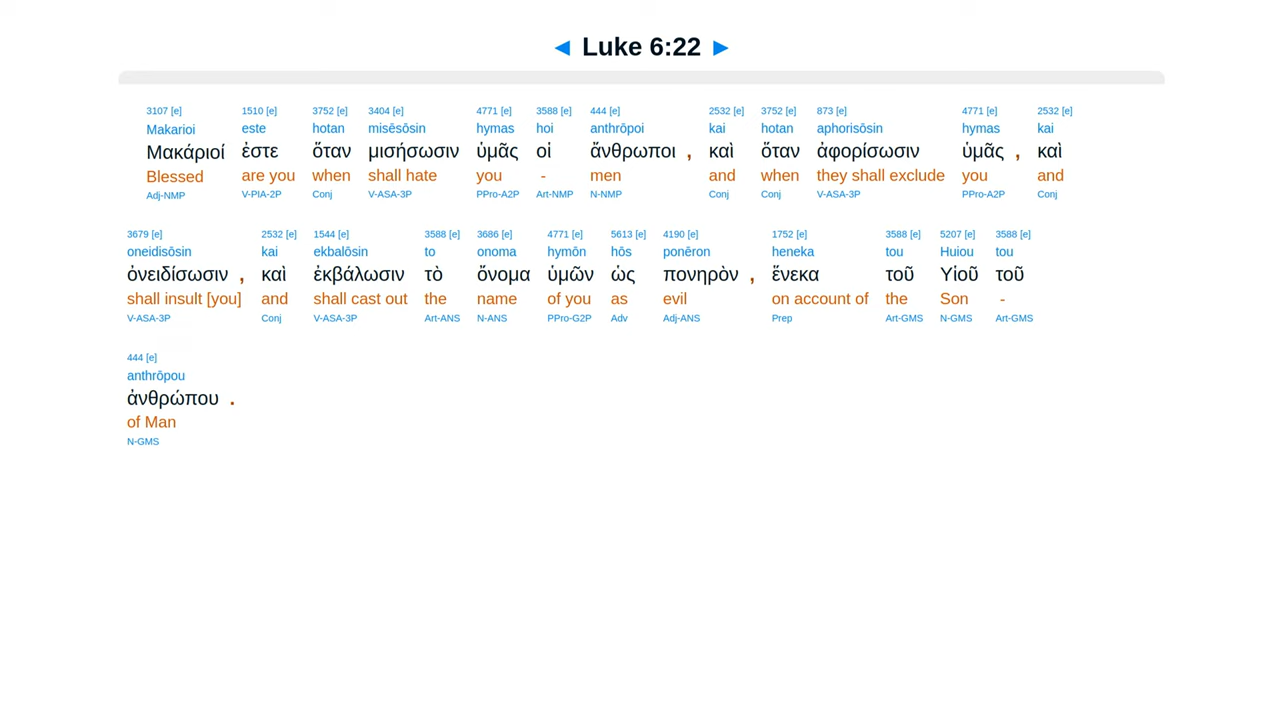 ◄ Luke 6:22 ►
3107 [e] 1510 [e] 3752 [e] 3404 [e] 4771 [e] 3588 [e] 444 [e] 2532 [e] 3752 [e] 873 [e] 4771 [e] 2532 [e]
Makarioi este hotan misēsōsin hymas hoi anthrōpoi kai hotan aphorisōsin hymas kai
Μακάριοί ἐστε ὅταν μισήσωσιν ὑμᾶς οἱ ἄνθρωποι , καὶ ὅταν ἀφορίσωσιν ὑμᾶς , καὶ
Blessed are you when shall hate you - men and when they shall exclude you and
Adj-NMP V-PIA-2P Conj V-ASA-3P PPro-A2P Art-NMP N-NMP Conj Conj V-ASA-3P PPro-A2P Conj
3679 [e] 2532 [e] 1544 [e] 3588 [e] 3686 [e] 4771 [e] 5613 [e] 4190 [e] 1752 [e] 3588 [e] 5207 [e] 3588 [e]
oneidisōsin kai ekbalōsin to onoma hymōn hōs ponēron heneka tou Huiou tou
ὀνειδίσωσιν , καὶ ἐκβάλωσιν τὸ ὄνομα ὑμῶν ὡς πονηρὸν , ἕνεκα τοῦ Υἱοῦ τοῦ
shall insult [you] and shall cast out the name of you as evil on account of the Son -
V-ASA-3P Conj V-ASA-3P Art-ANS N-ANS PPro-G2P Adv Adj-ANS Prep Art-GMS N-GMS Art-GMS
444 [e]
anthrōpou
ἀνθρώπου .
of Man
N-GMS